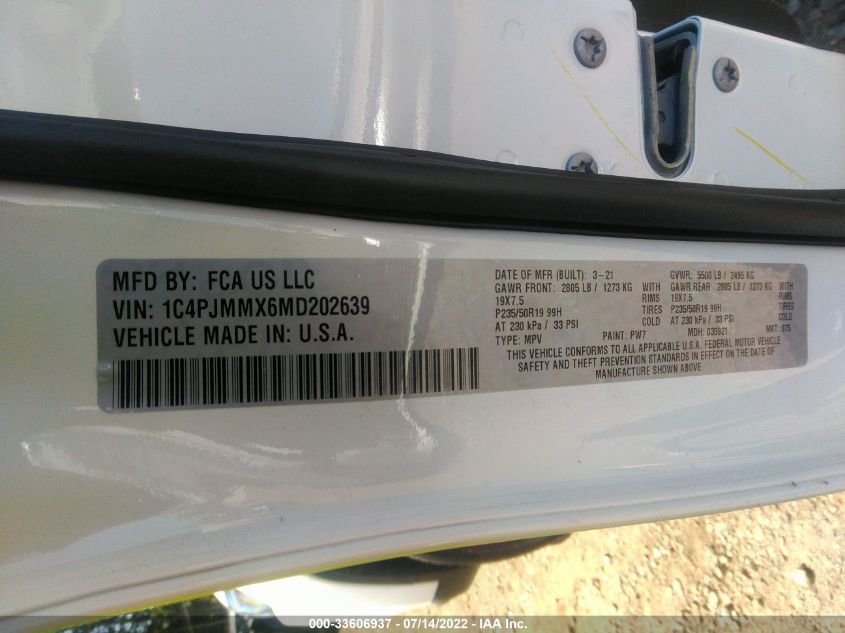 MFD BY: FCA US LLC
VIN: 1C4PJMMX6MD202639
VEHICLE MADE IN: U.S.A.
DATE OF MFR (BUILT): 3-21 GVWR: 5500 LB / 2495 KG
GAWR FRONT: 2805 LB / 1273 KG WITH GAWR REAR : 2805 LB / 1273 KG WITH
19X7.5 RIMS 19X7.5 RIMS
P235/50R19 99H TIRES P235/50R19 99H TIRES
AT 230 kPa / 33 PSI COLD AT 230 kPa / 33 PSI COLD
TYPE: MPV PAINT: PW7 MDH: 030921 MKT: 975
THIS VEHICLE CONFORMS TO ALL APPLICABLE U.S.A. FEDERAL MOTOR VEHICLE
SAFETY AND THEFT PREVENTION STANDARDS IN EFFECT ON THE DATE OF
MANUFACTURE SHOWN ABOVE.
000-33606937 - 07/14/2022 - IAA Inc.